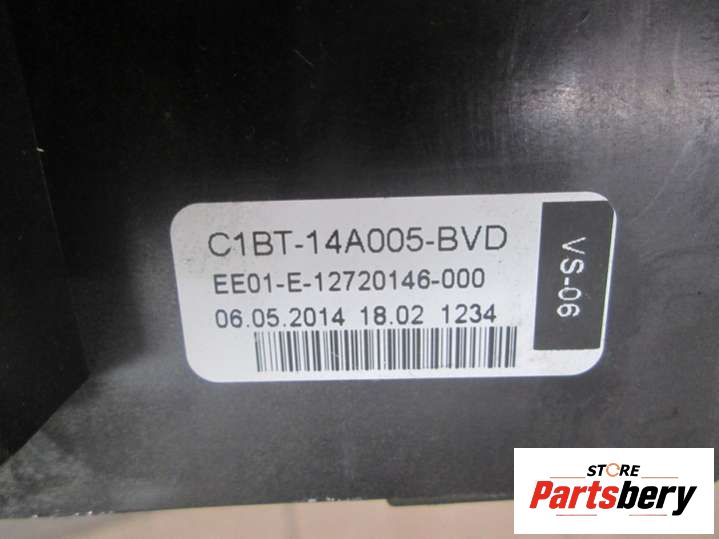 C1BT-14A005-BVD
EE01-E-12720146-000
06.05.2014 18.02 1234
VS-06
STORE
Partsbery